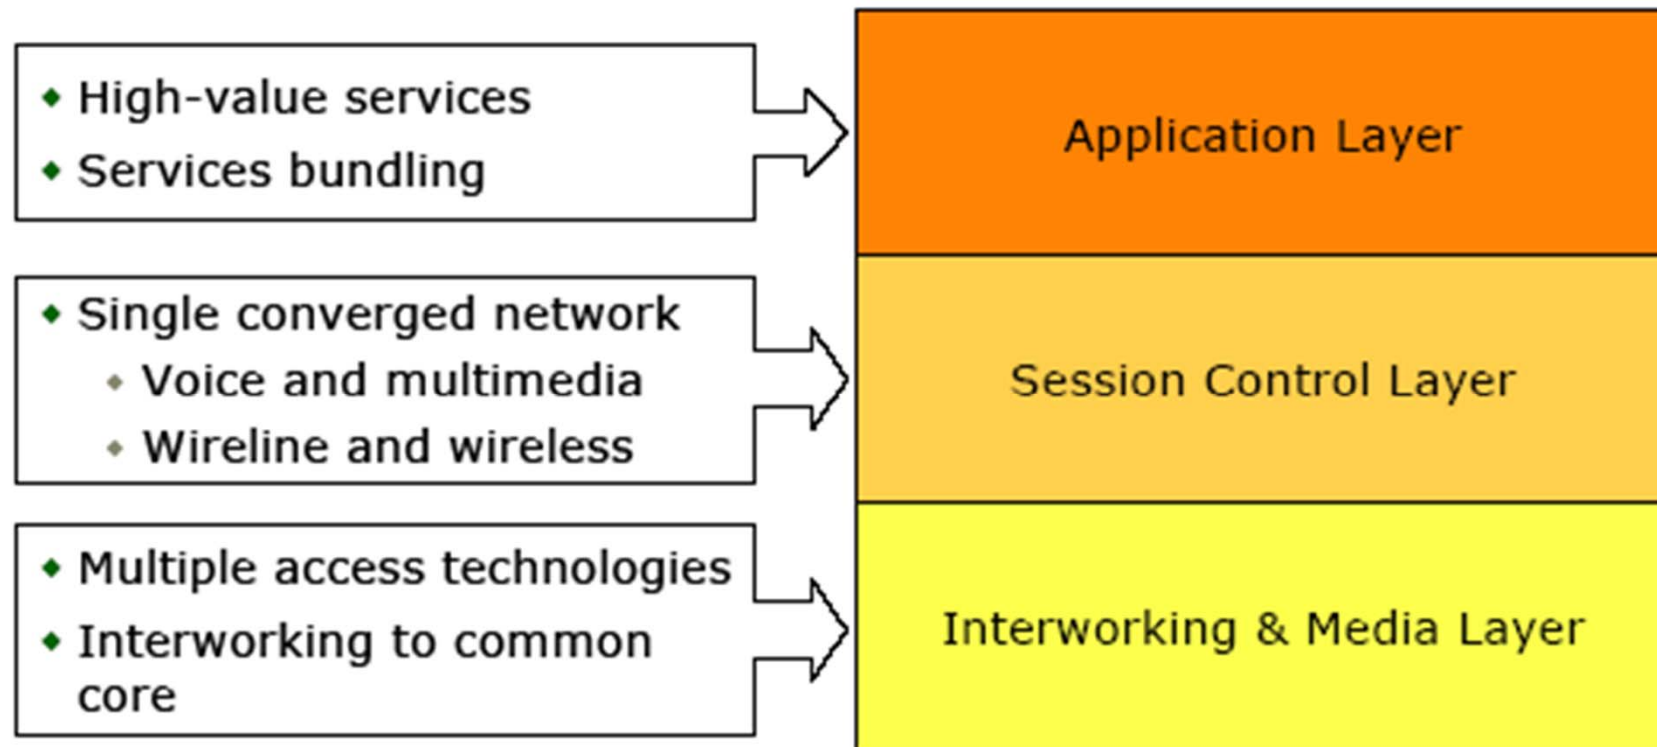 High-value services
Services bundling
Application Layer
Single converged network
Voice and multimedia
Wireline and wireless
Session Control Layer
Multiple access technologies
Interworking to common
core
Interworking & Media Layer